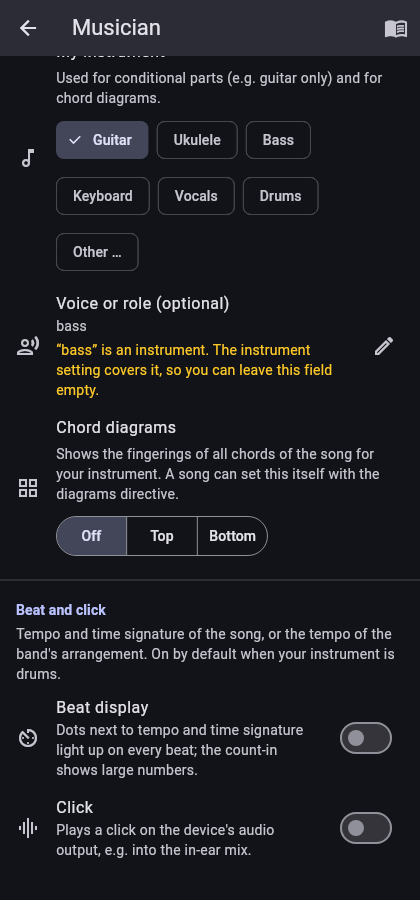 Musician
My instrument
Used for conditional parts (e.g. guitar only) and for
chord diagrams.
Guitar
Ukulele
Bass
Keyboard
Vocals
Drums
Other ...
Voice or role (optional)
bass
“bass” is an instrument. The instrument
setting covers it, so you can leave this field
empty.
Chord diagrams
Shows the fingerings of all chords of the song for
your instrument. A song can set this itself with the
diagrams directive.
Off
Top
Bottom
Beat and click
Tempo and time signature of the song, or the tempo of the
band's arrangement. On by default when your instrument is
drums.
Beat display
Dots next to tempo and time signature
light up on every beat; the count-in
shows large numbers.
Click
Plays a click on the device's audio
output, e.g. into the in-ear mix.